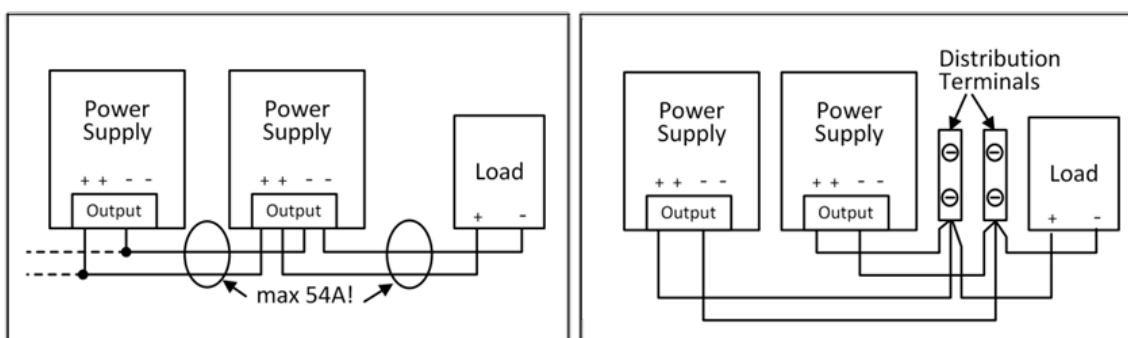 Power
Supply
+ + - -
Output
Power
Supply
+ + - -
Output
Load
+ -
max 54A!
Power
Supply
+ + - -
Output
Power
Supply
+ + - -
Output
Distribution
Terminals
Load
+ -